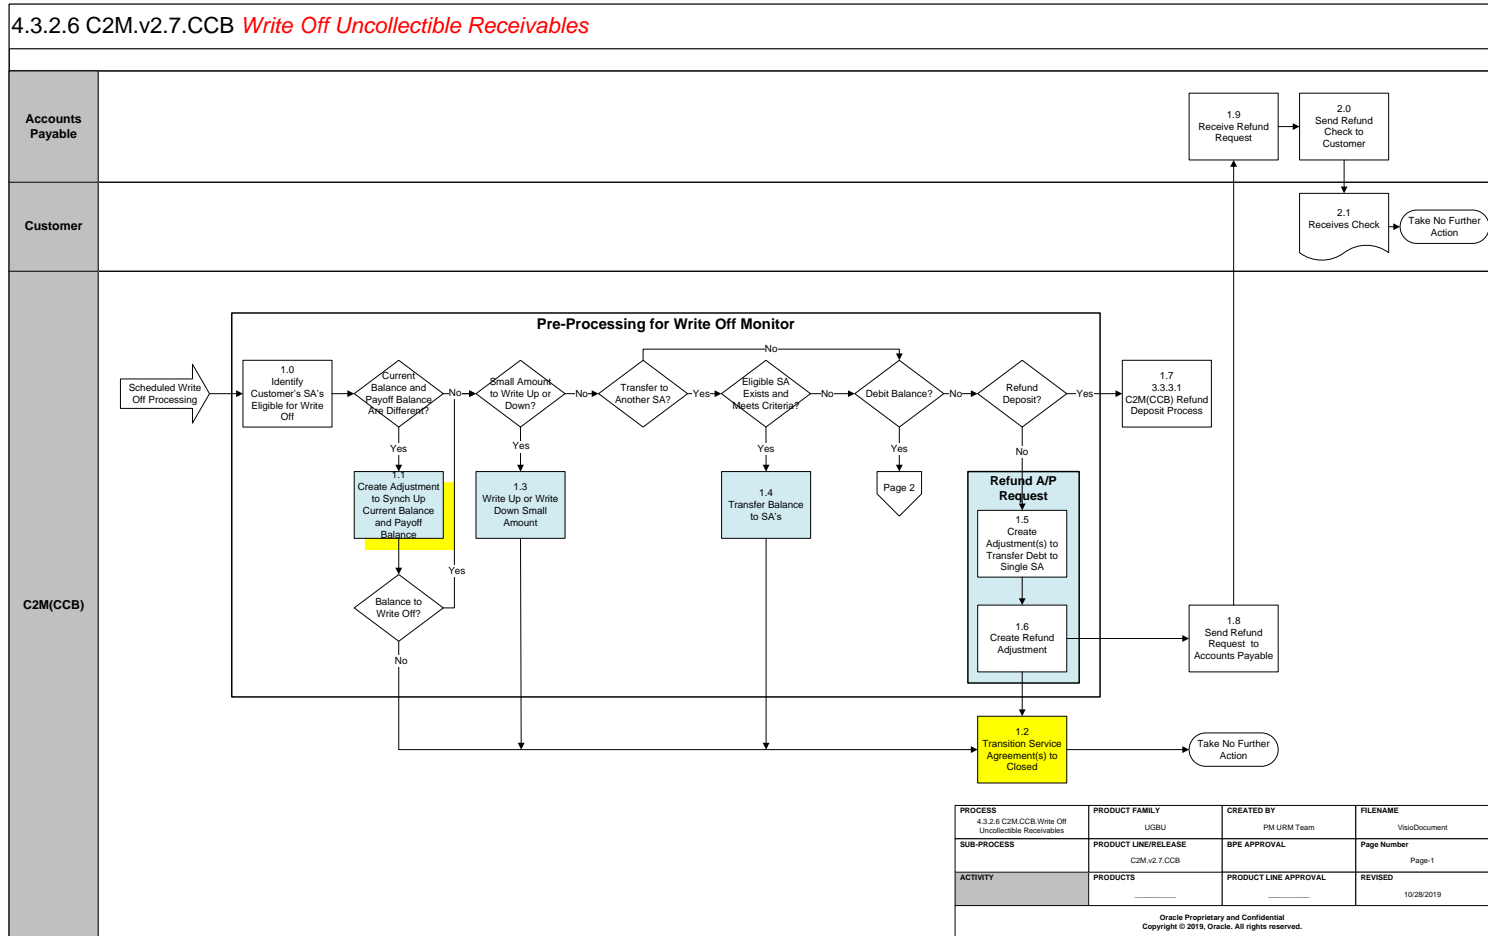 4.3.2.6 C2M.v2.7.CCB Write Off Uncollectible Receivables
Accounts
Payable
1.9
Receive Refund
Request
2.0
Send Refund
Check to
Customer
Customer
2.1
Receives Check
Take No Further
Action
C2M(CCB)
Pre-Processing for Write Off Monitor
Scheduled Write
Off Processing
1.0
Identify
Customer's SA's
Eligible for Write
Off
Current
Balance and
Payoff Balance
Are Different?
No
Small Amount
to Write Up or
Down?
No
Transfer to
Another SA?
No
Yes
Eligible SA
Exists and
Meets Criteria?
No
Debit Balance?
No
Refund
Deposit?
Yes
1.7
3.3.3.1
C2M(CCB) Refund
Deposit Process
Yes
Yes
Yes
Yes
No
1.1
Create Adjustment
to Synch Up
Current Balance
and Payoff
Balance
1.3
Write Up or Write
Down Small
Amount
1.4
Transfer Balance
to SA's
Page 2
Refund A/P
Request
1.5
Create
Adjustment(s) to
Transfer Debt to
Single SA
Yes
Balance to
Write Off?
No
1.6
Create Refund
Adjustment
1.8
Send Refund
Request to
Accounts Payable
1.2
Transition Service
Agreement(s) to
Closed
Take No Further
Action
PROCESS
4.3.2.6 C2M.CCB.Write Off
Uncollectible Receivables
PRODUCT FAMILY
UGBU
CREATED BY
PM URM Team
FILENAME
VisioDocument
SUB-PROCESS
PRODUCT LINE/RELEASE
C2M.v2.7.CCB
BPE APPROVAL
Page Number
Page-1
ACTIVITY
PRODUCTS
PRODUCT LINE APPROVAL
REVISED
10/28/2019
Oracle Proprietary and Confidential
Copyright © 2019, Oracle. All rights reserved.